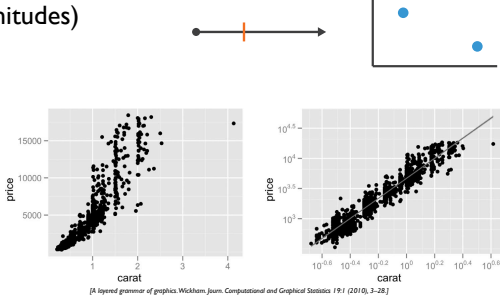 nitudes)
15000
10000
5000
price
1 2 3 4
carat
10^4.5
10^4
10^3.5
10^3
price
10^-0.6 10^-0.4 10^-0.2 10^0 10^0.2 10^0.4 10^0.6
carat
[A layered grammar of graphics. Wickham. Journ. Computational and Graphical Statistics 19:1 (2010), 3–28.]